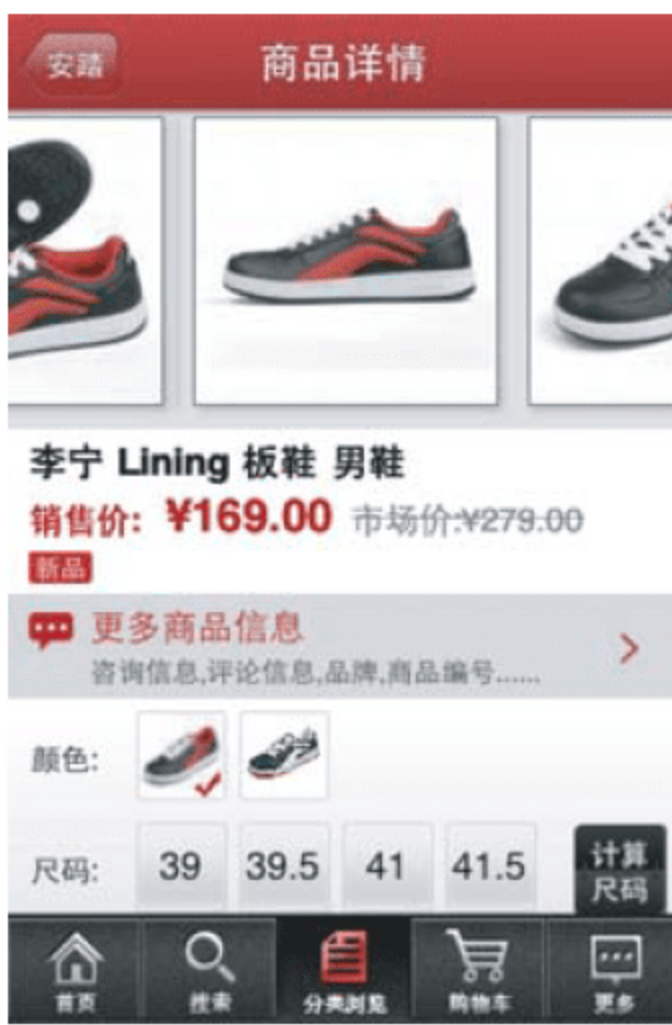 安踏
商品详情
李宁 Lining 板鞋 男鞋
销售价: ¥169.00 市场价:¥279.00
新品
更多商品信息
咨询信息,评论信息,品牌,商品编号......
颜色:
尺码: 39 39.5 41 41.5 计算尺码
首页 搜索 分类浏览 购物车 更多